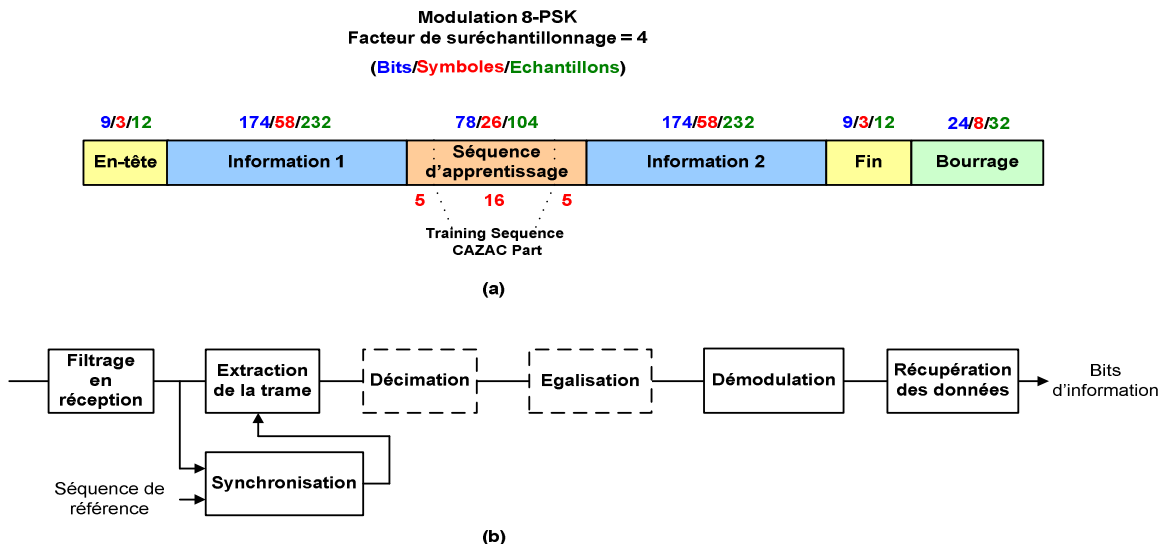 Modulation 8-PSK
Facteur de suréchantillonnage = 4
(Bits/Symboles/Echantillons)
9/3/12 174/58/232 78/26/104 174/58/232 9/3/12 24/8/32
En-tête Information 1 Séquence d'apprentissage Information 2 Fin Bourrage
5 16 5
Training Sequence
CAZAC Part
(a)
Filtrage
en
réception
Extraction
de la trame
Décimation
Egalisation
Démodulation
Récupération
des données
Bits
d'information
Synchronisation
Séquence de
référence
(b)